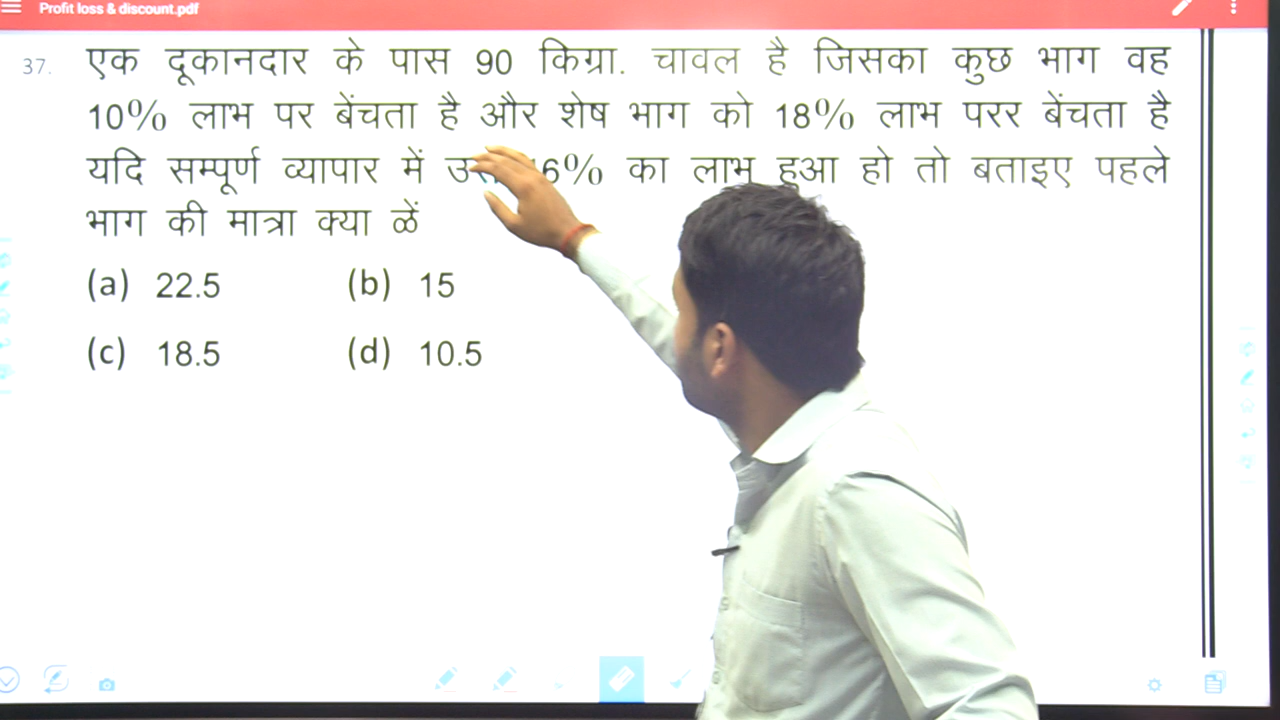 Profit loss & discount.pdf
37. एक दूकानदार के पास 90 किग्रा. चावल है जिसका कुछ भाग वह
10% लाभ पर बेंचता है और शेष भाग को 18% लाभ परर बेंचता है
यदि सम्पूर्ण व्यापार में 6% का लाभ हुआ हो तो बताइए पहले
भाग की मात्रा क्या ळें
(a) 22.5 (b) 15
(c) 18.5 (d) 10.5